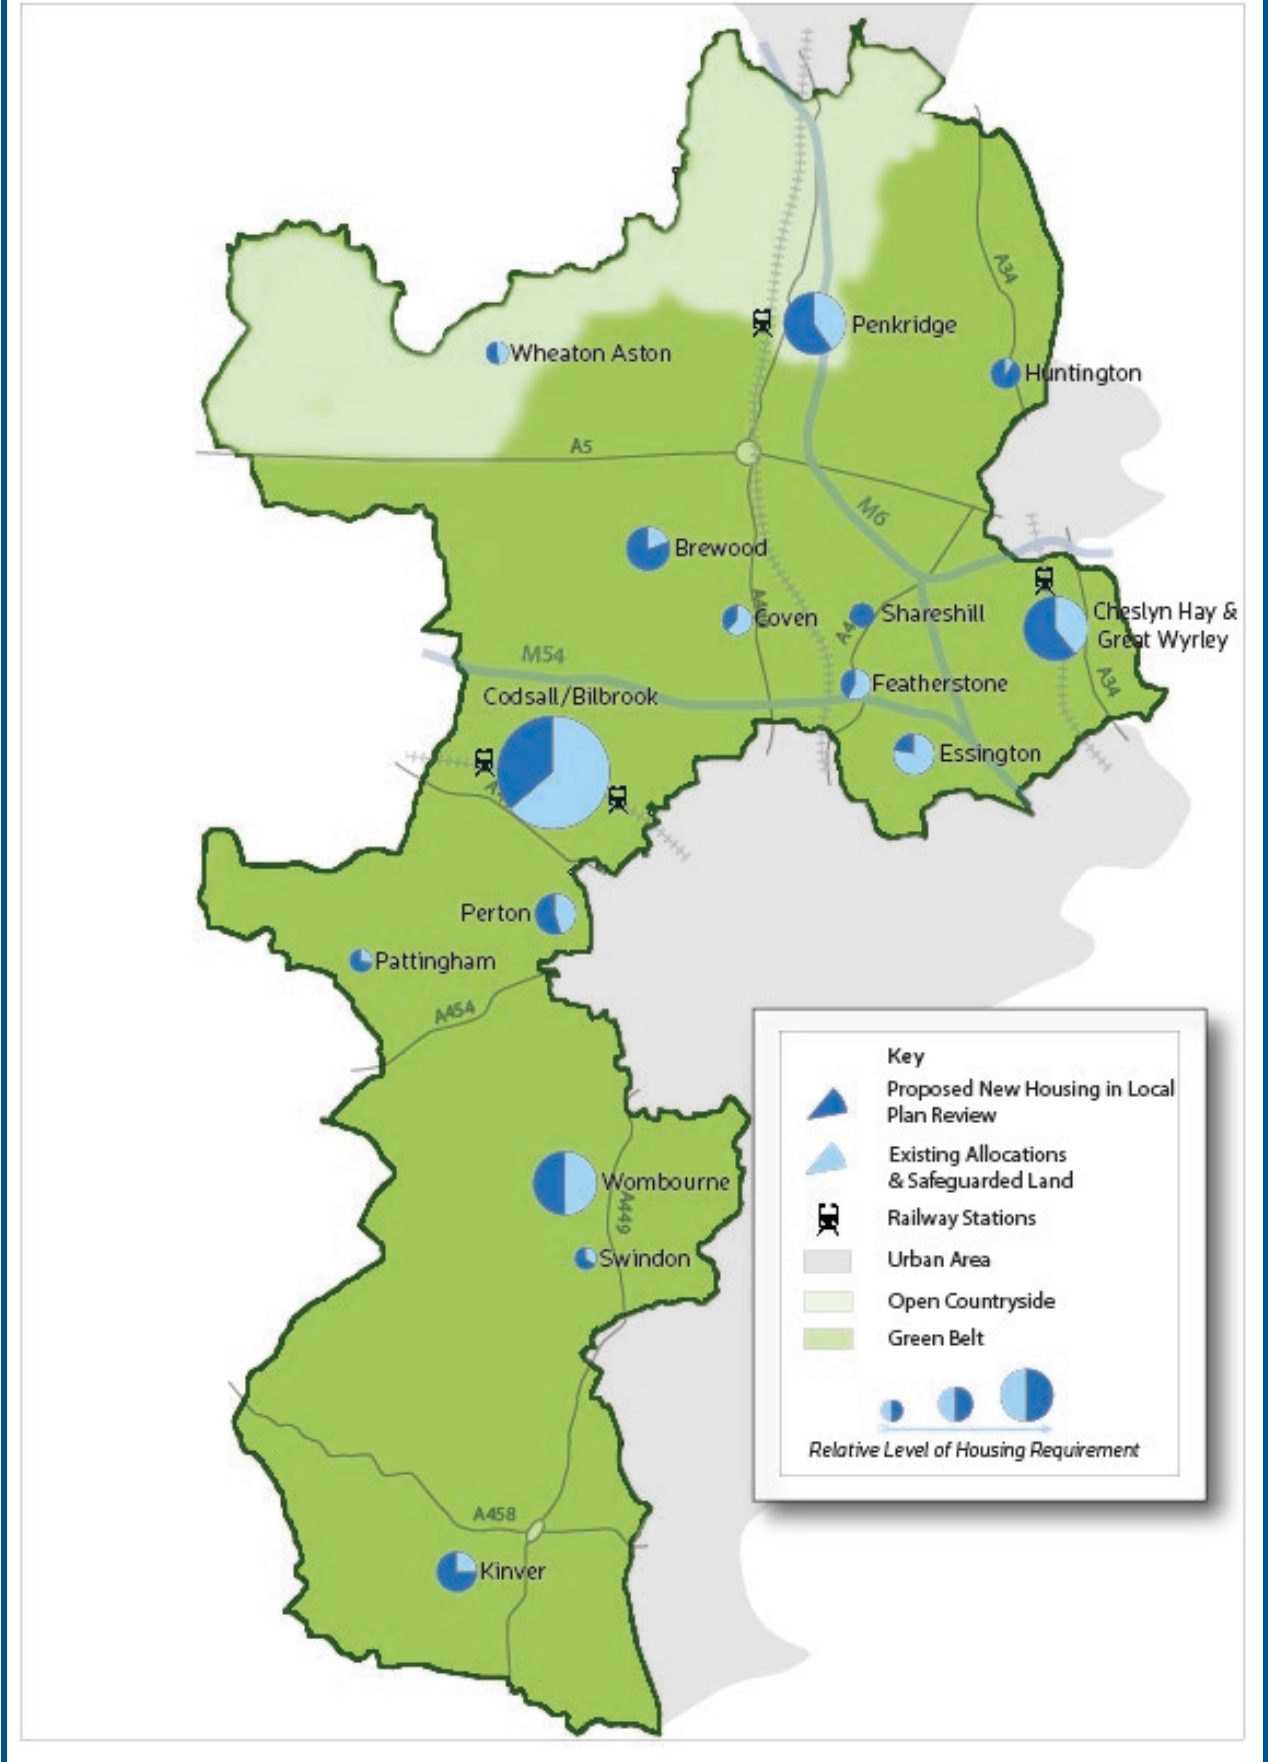 A34
Penkridge
Wheaton Aston
Huntington
A5
M6
Brewood
Coven
Shareshill
Cheslyn Hay &
Great Wyrley
M54
Featherstone
A34
Codsall/Bilbrook
Essington
Perton
Pattingham
A454
Wombourne
A449
Swindon
A458
Kinver
Key
Proposed New Housing in Local
Plan Review
Existing Allocations
& Safeguarded Land
Railway Stations
Urban Area
Open Countryside
Green Belt
Relative Level of Housing Requirement